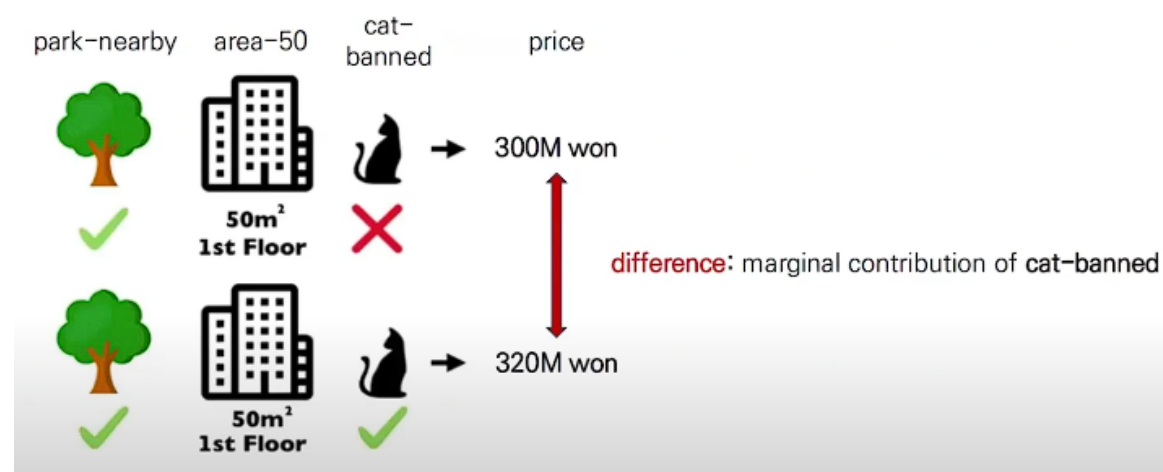 park-nearby area-50 cat-banned price
300M won
50m²
1st Floor
difference: marginal contribution of cat-banned
320M won
50m²
1st Floor